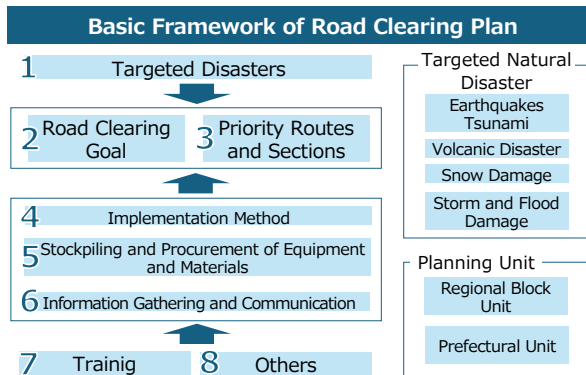 Basic Framework of Road Clearing Plan
1 Targeted Disasters
2 Road Clearing
Goal
3 Priority Routes
and Sections
4 Implementation Method
5 Stockpiling and Procurement of Equipment
and Materials
6 Information Gathering and Communication
7 Trainig
8 Others
Targeted Natural
Disaster
Earthquakes
Tsunami
Volcanic Disaster
Snow Damage
Storm and Flood
Damage
Planning Unit
Regional Block
Unit
Prefectural Unit